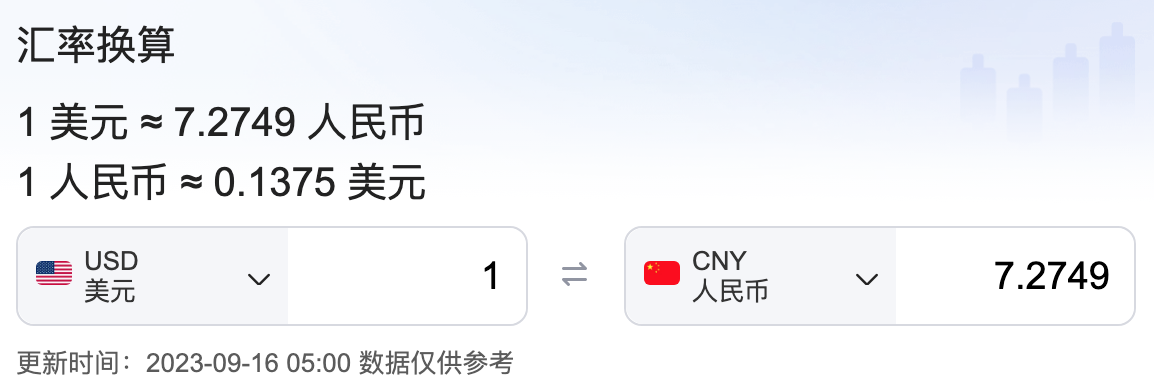 汇率换算
1 美元 ≈ 7.2749 人民币
1 人民币 ≈ 0.1375 美元
USD
美元
1
CNY
人民币
7.2749
更新时间：2023-09-16 05:00 数据仅供参考